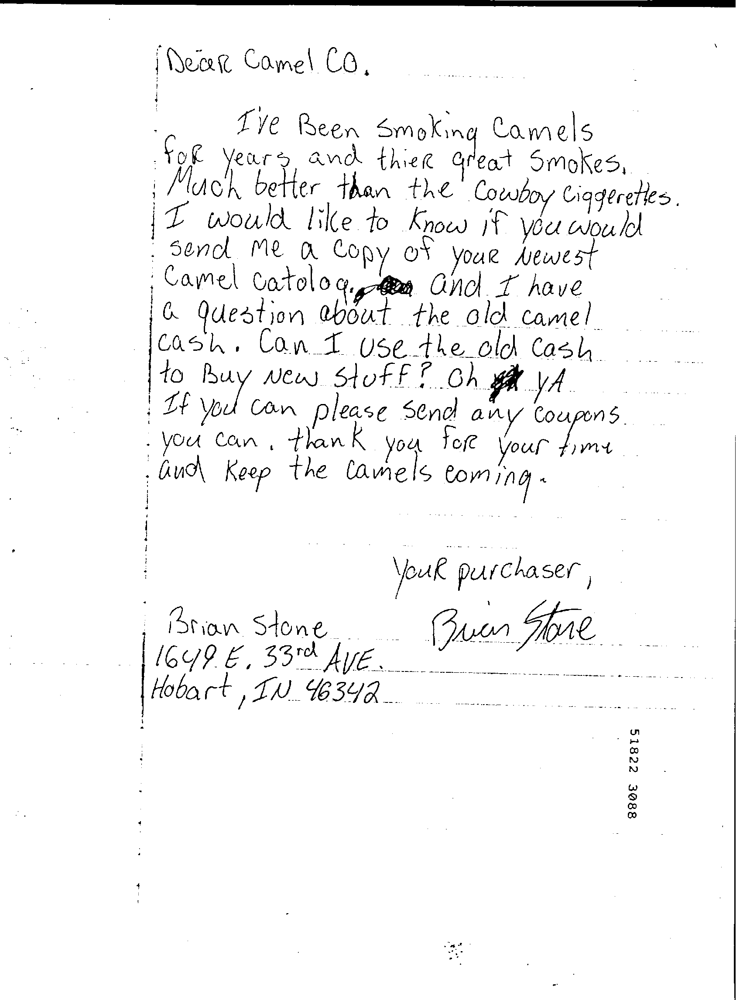 Dear Camel CO.
I've Been Smoking Camels
foR years and thieR great Smokes.
Much better than the Cowboy Ciggerettes.
I would like to Know if you would
send Me a Copy of youR Newest
Camel catolog. and I have
a question about the old camel
cash. Can I use the old Cash
to Buy New Stuff? Oh YA
If you can please send any coupons
you can. thank you foR your time
and Keep the Camels coming.
YouR purchaser,
Brian Stone
Brian Stone
1649 E. 33rd AVE.
Hobart, IN 46342
51822 3088